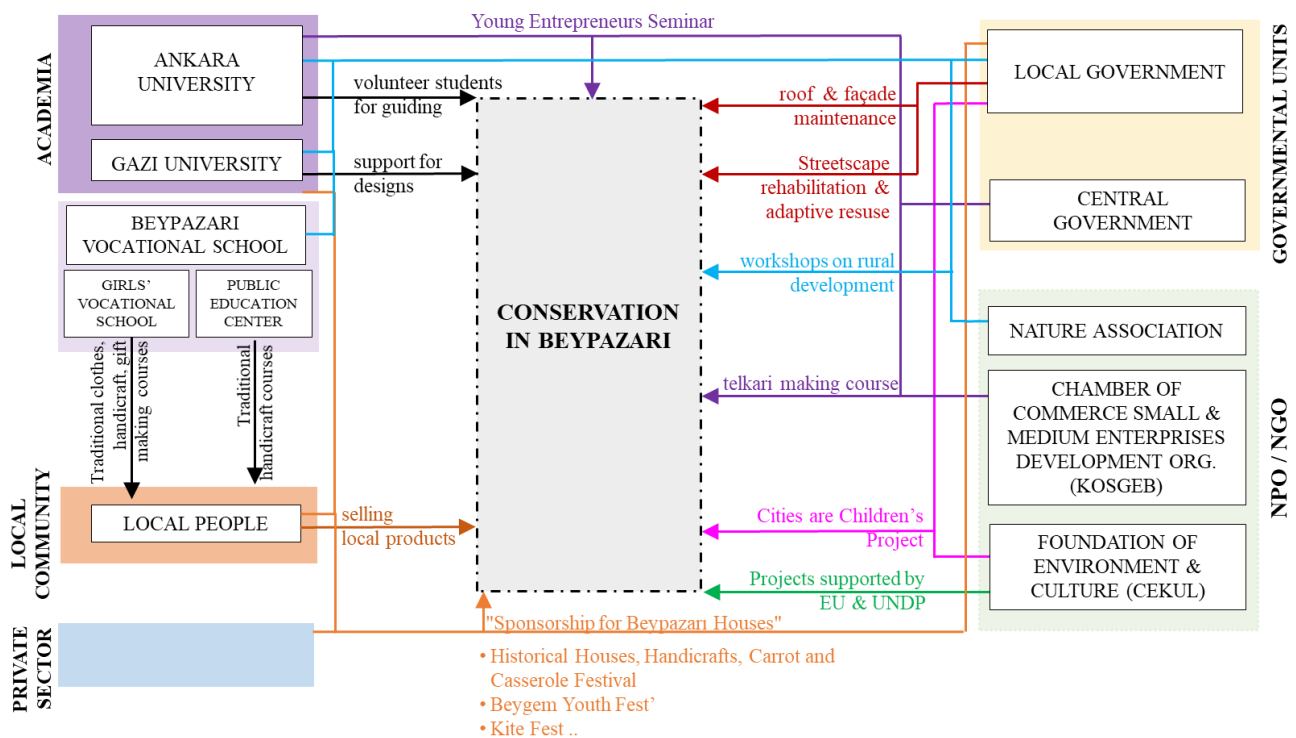 Young Entrepreneurs Seminar
ACADEMIA
ANKARA
UNIVERSITY
GAZI UNIVERSITY
BEYPAZARI
VOCATIONAL SCHOOL
GIRLS'
VOCATIONAL
SCHOOL
PUBLIC
EDUCATION
CENTER
Traditional clothes,
handicraft, gift
making courses
Traditional
handicraft courses
LOCAL
COMMUNITY
LOCAL PEOPLE
PRIVATE
SECTOR
volunteer students
for guiding
support for
designs
selling
local products
CONSERVATION
IN BEYPAZARI
roof & façade
maintenance
Streetscape
rehabilitation &
adaptive resuse
workshops on rural
development
telkari making course
Cities are Children's
Project
Projects supported by
EU & UNDP
"Sponsorship for Beypazarı Houses"
• Historical Houses, Handicrafts, Carrot and
Casserole Festival
• Beygem Youth Fest'
• Kite Fest ..
GOVERNMENTAL UNITS
LOCAL GOVERNMENT
CENTRAL
GOVERNMENT
NPO / NGO
NATURE ASSOCIATION
CHAMBER OF
COMMERCE SMALL &
MEDIUM ENTERPRISES
DEVELOPMENT ORG.
(KOSGEB)
FOUNDATION OF
ENVIRONMENT &
CULTURE (CEKUL)